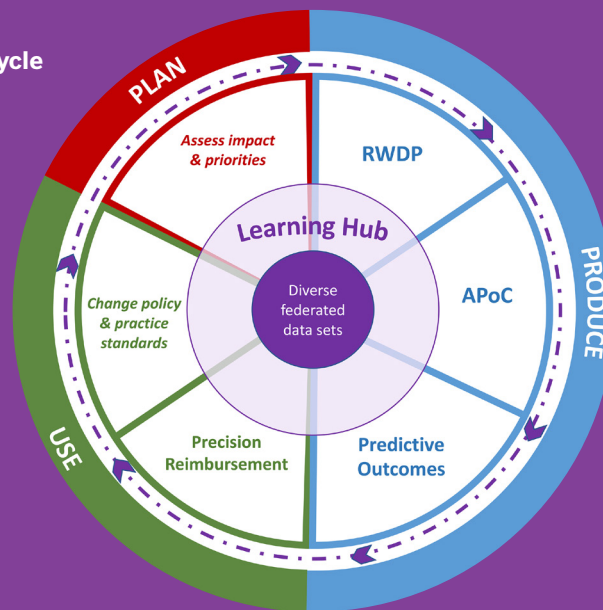 ycle
PLAN
Assess impact
& priorities
RWDP
Learning Hub
Diverse
federated
data sets
Change policy
& practice
standards
APoC
PRODUCE
USE
Precision
Reimbursement
Predictive
Outcomes